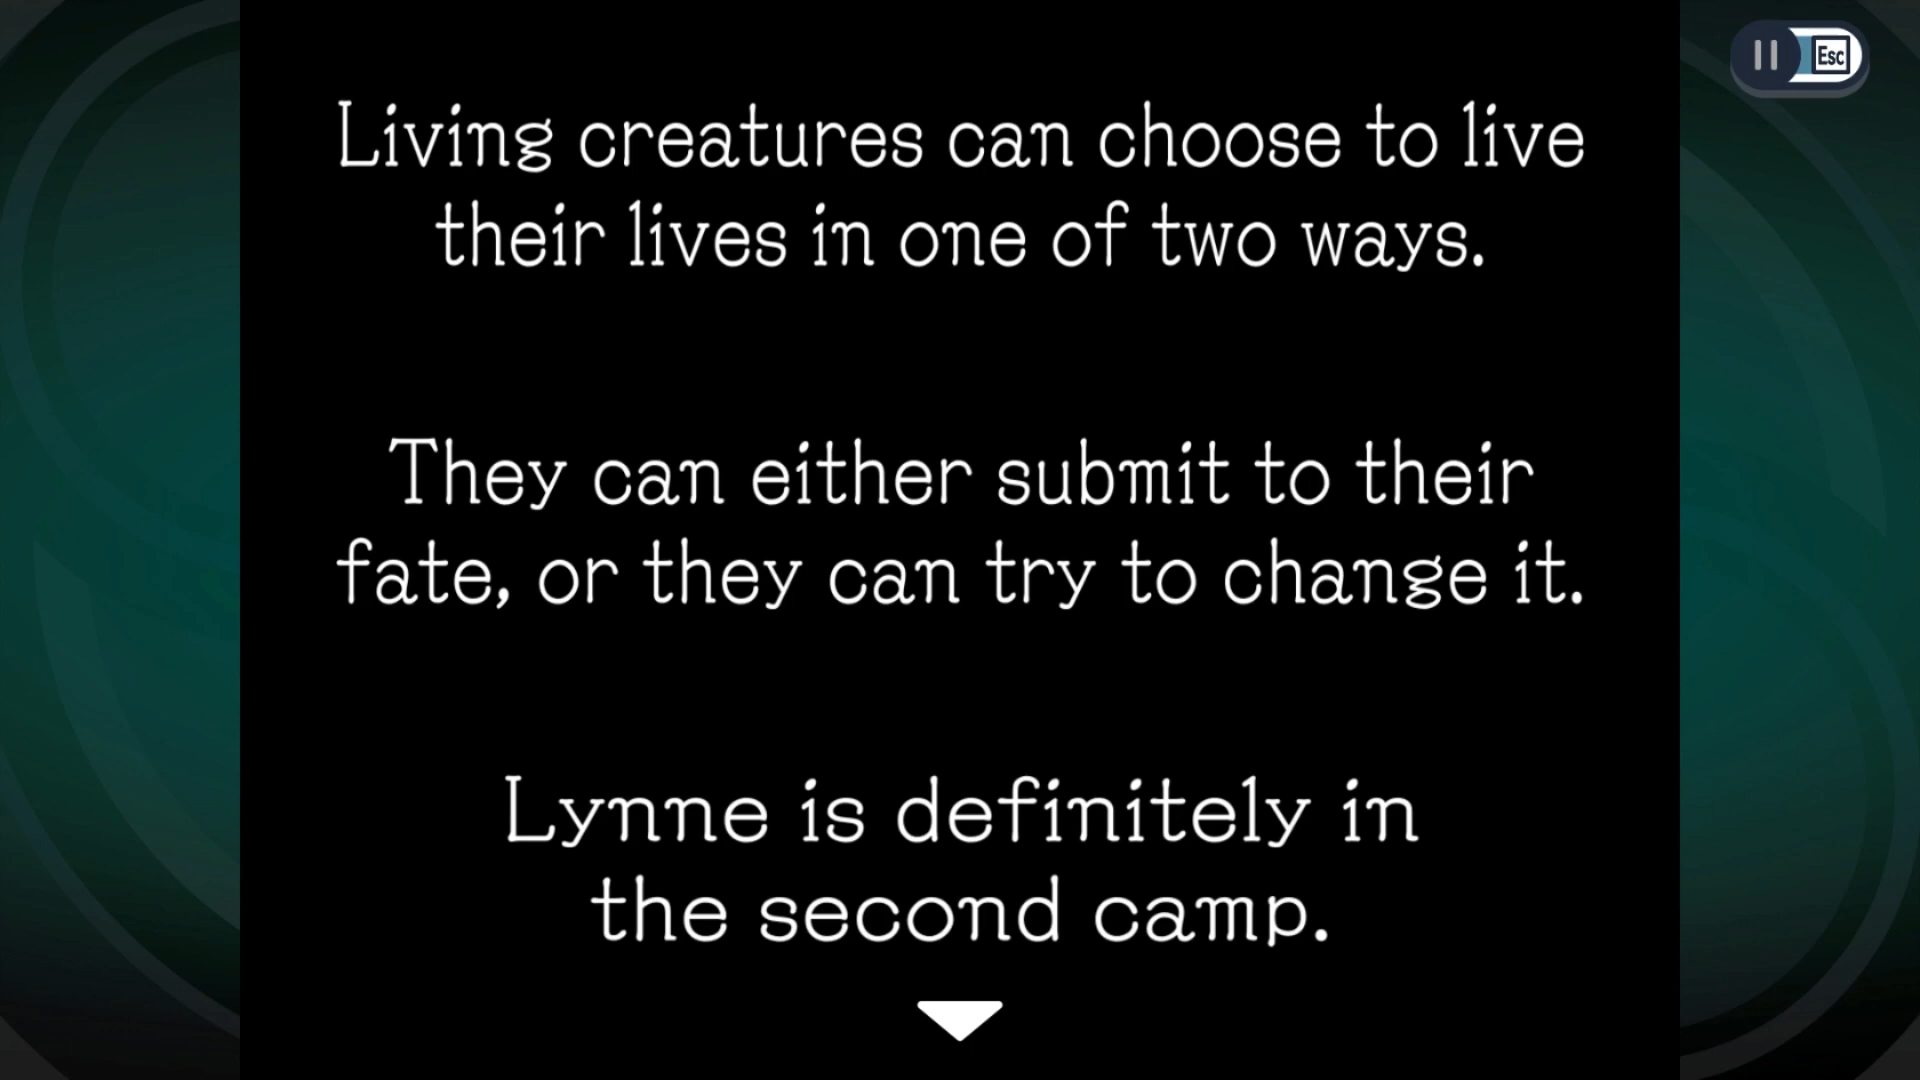 Esc
Living creatures can choose to live
their lives in one of two ways.
They can either submit to their
fate, or they can try to change it.
Lynne is definitely in
the second camp.